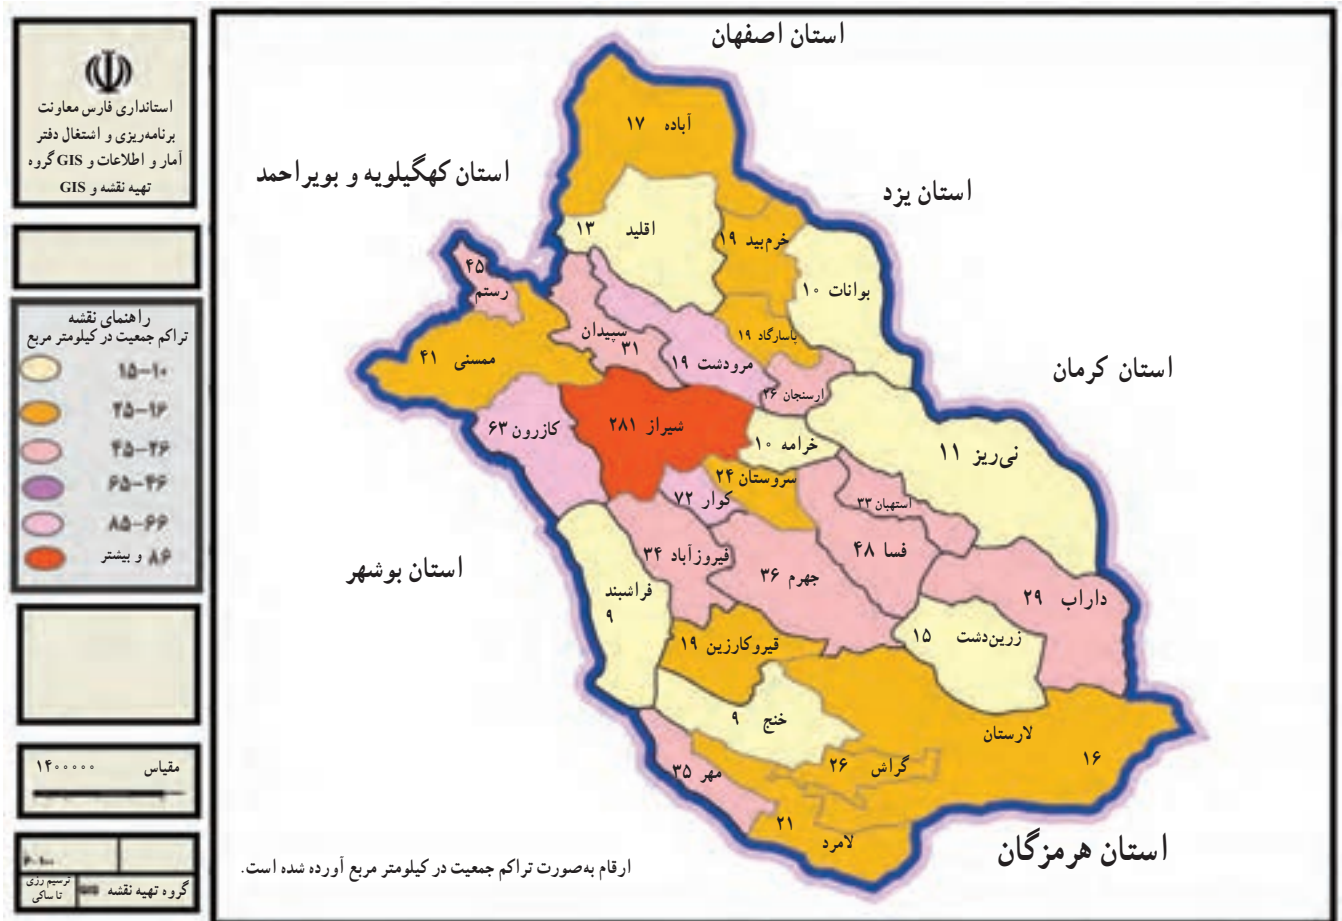 استانداری فارس معاونت
برنامه‌ریزی و اشتغال دفتر
آمار و اطلاعات و GIS گروه
تهیه نقشه و GIS
راهنمای نقشه
تراکم جمعیت در کیلومتر مربع
۱۵-۱۰
۲۵-۱۶
۴۵-۲۶
۶۵-۴۶
۸۵-۶۶
۸۶ و بیشتر
مقیاس ۱۴۰۰۰۰۰
گروه تهیه نقشه
استان اصفهان
استان کهگیلویه و بویراحمد
استان یزد
استان کرمان
استان بوشهر
استان هرمزگان
آباده ۱۷
اقلید ۱۳
خرم‌بید ۱۹
بوانات ۱۰
۴۵
رستم
سپیدان
۳۱
پاسارگاد ۱۹
ممسنی ۴۱
مرودشت ۱۹
ارسنجان ۲۶
کازرون ۶۳
شیراز ۲۸۱
خرامه ۱۰
نی‌ریز ۱۱
سروستان ۲۴
کوار ۷۲
استهبان ۳۳
فسا ۴۸
فیروزآباد ۳۴
جهرم ۳۶
داراب ۲۹
فراشبند
۹
زرین‌دشت ۱۵
قیروکارزین ۱۹
خنج ۹
لارستان
۱۶
گراش ۲۶
مهر ۳۵
۲۱
لامرد
ارقام به‌صورت تراکم جمعیت در کیلومتر مربع آورده شده است.